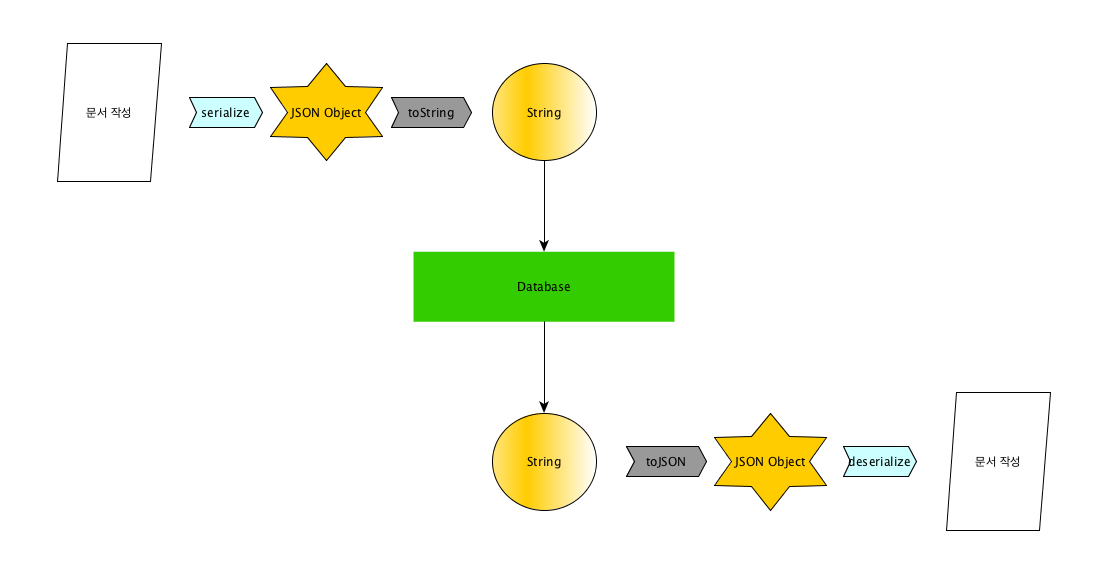 문서 작성
serialize
JSON Object
toString
String
Database
String
toJSON
JSON Object
deserialize
문서 작성